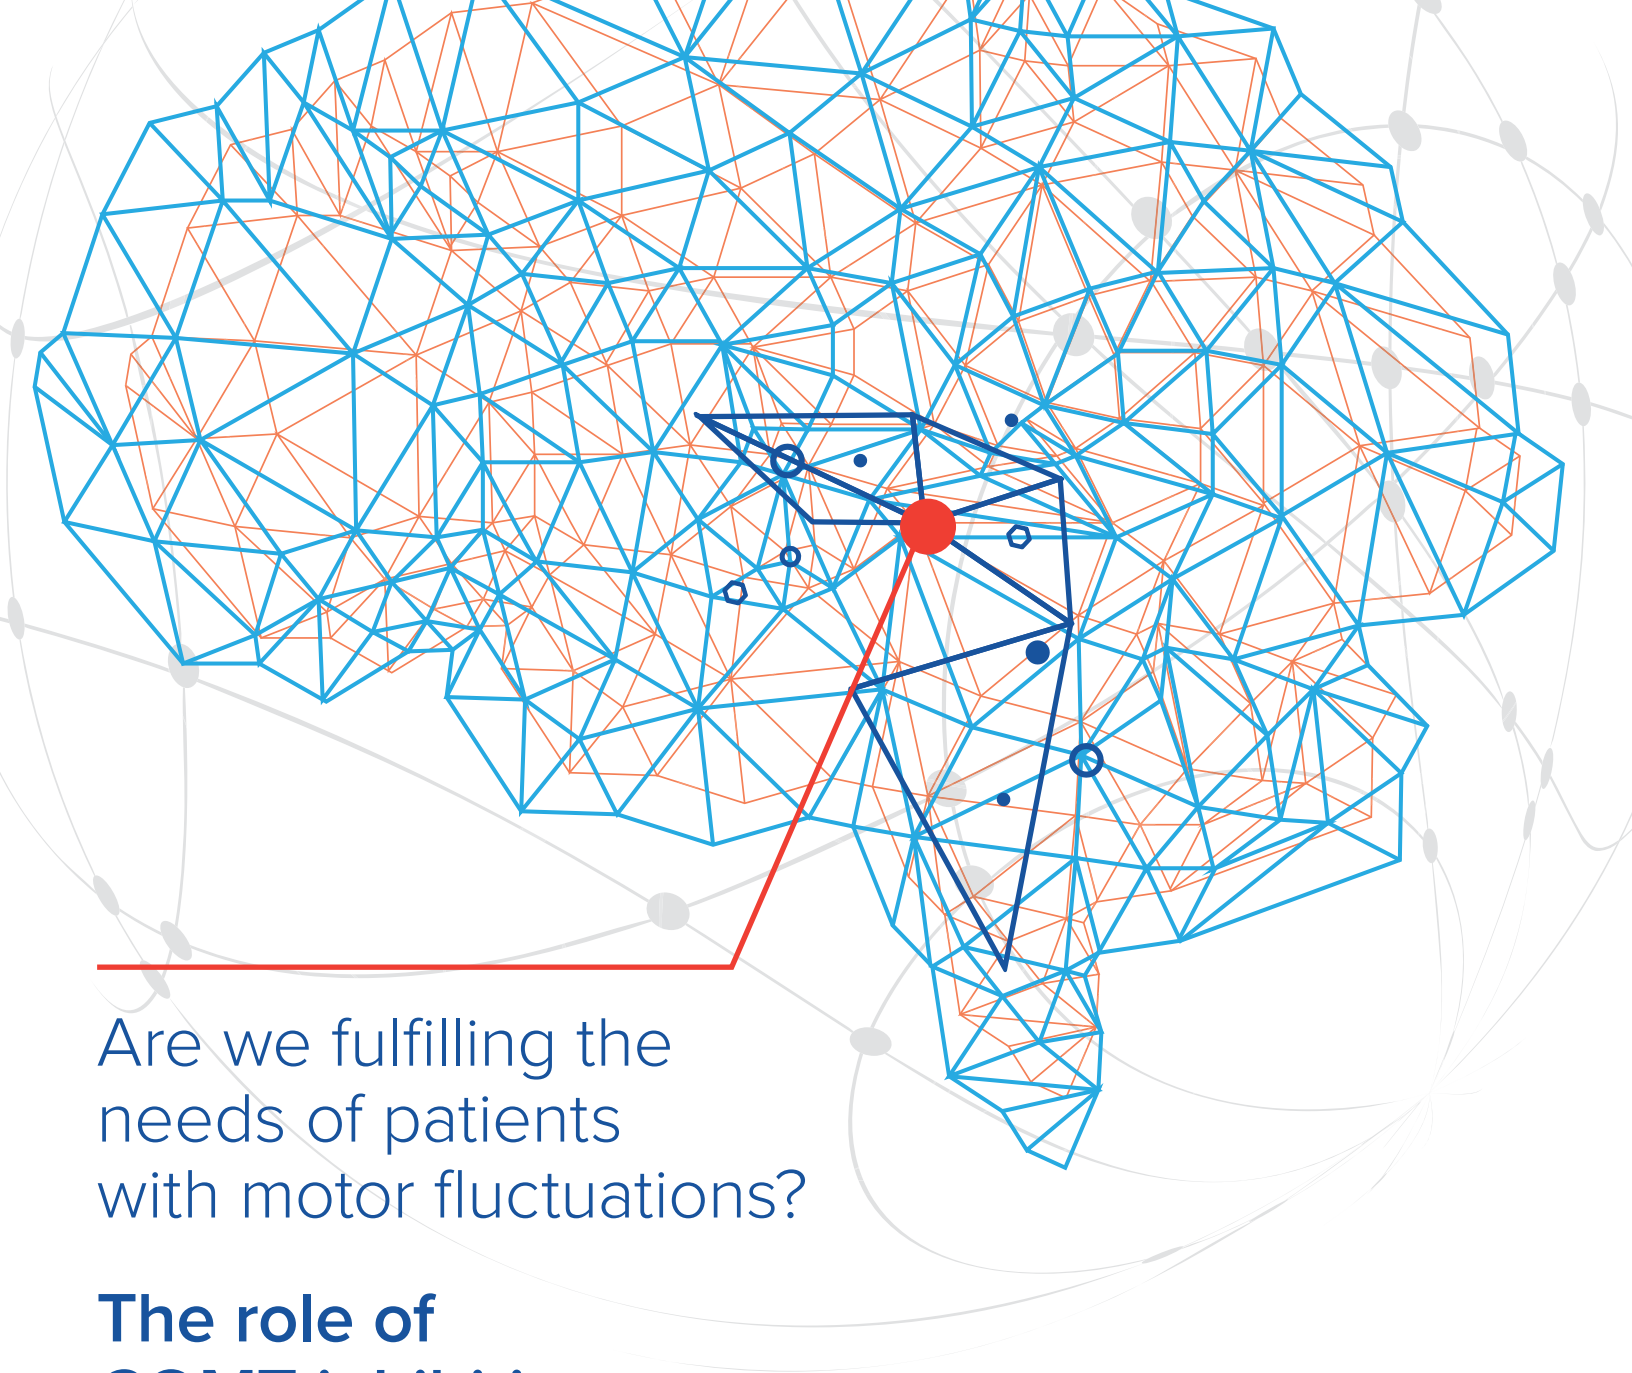 Are we fulfilling the
needs of patients
with motor fluctuations?
The role of